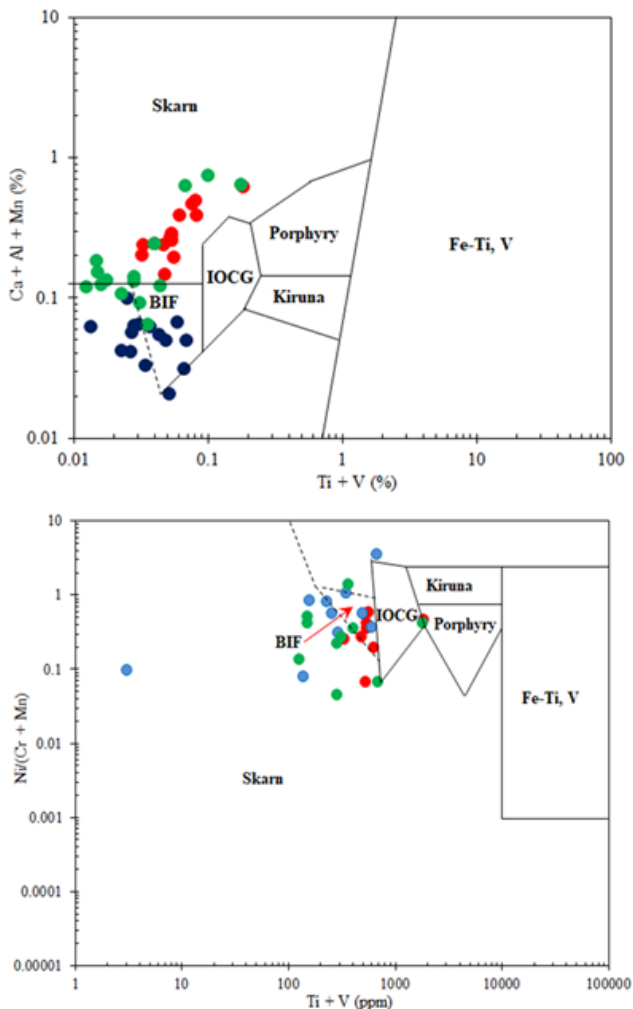 10
1
0.1
0.01
Ca + Al + Mn (%)
Skarn
Porphyry
IOCG
Kiruna
BIF
Fe-Ti, V
0.01
0.1
1
10
100
Ti + V (%)
10
1
0.1
0.01
0.001
0.0001
0.00001
Ni/(Cr + Mn)
Kiruna
IOCG
Porphyry
BIF
Fe-Ti, V
Skarn
1
10
100
1000
10000
100000
Ti + V (ppm)